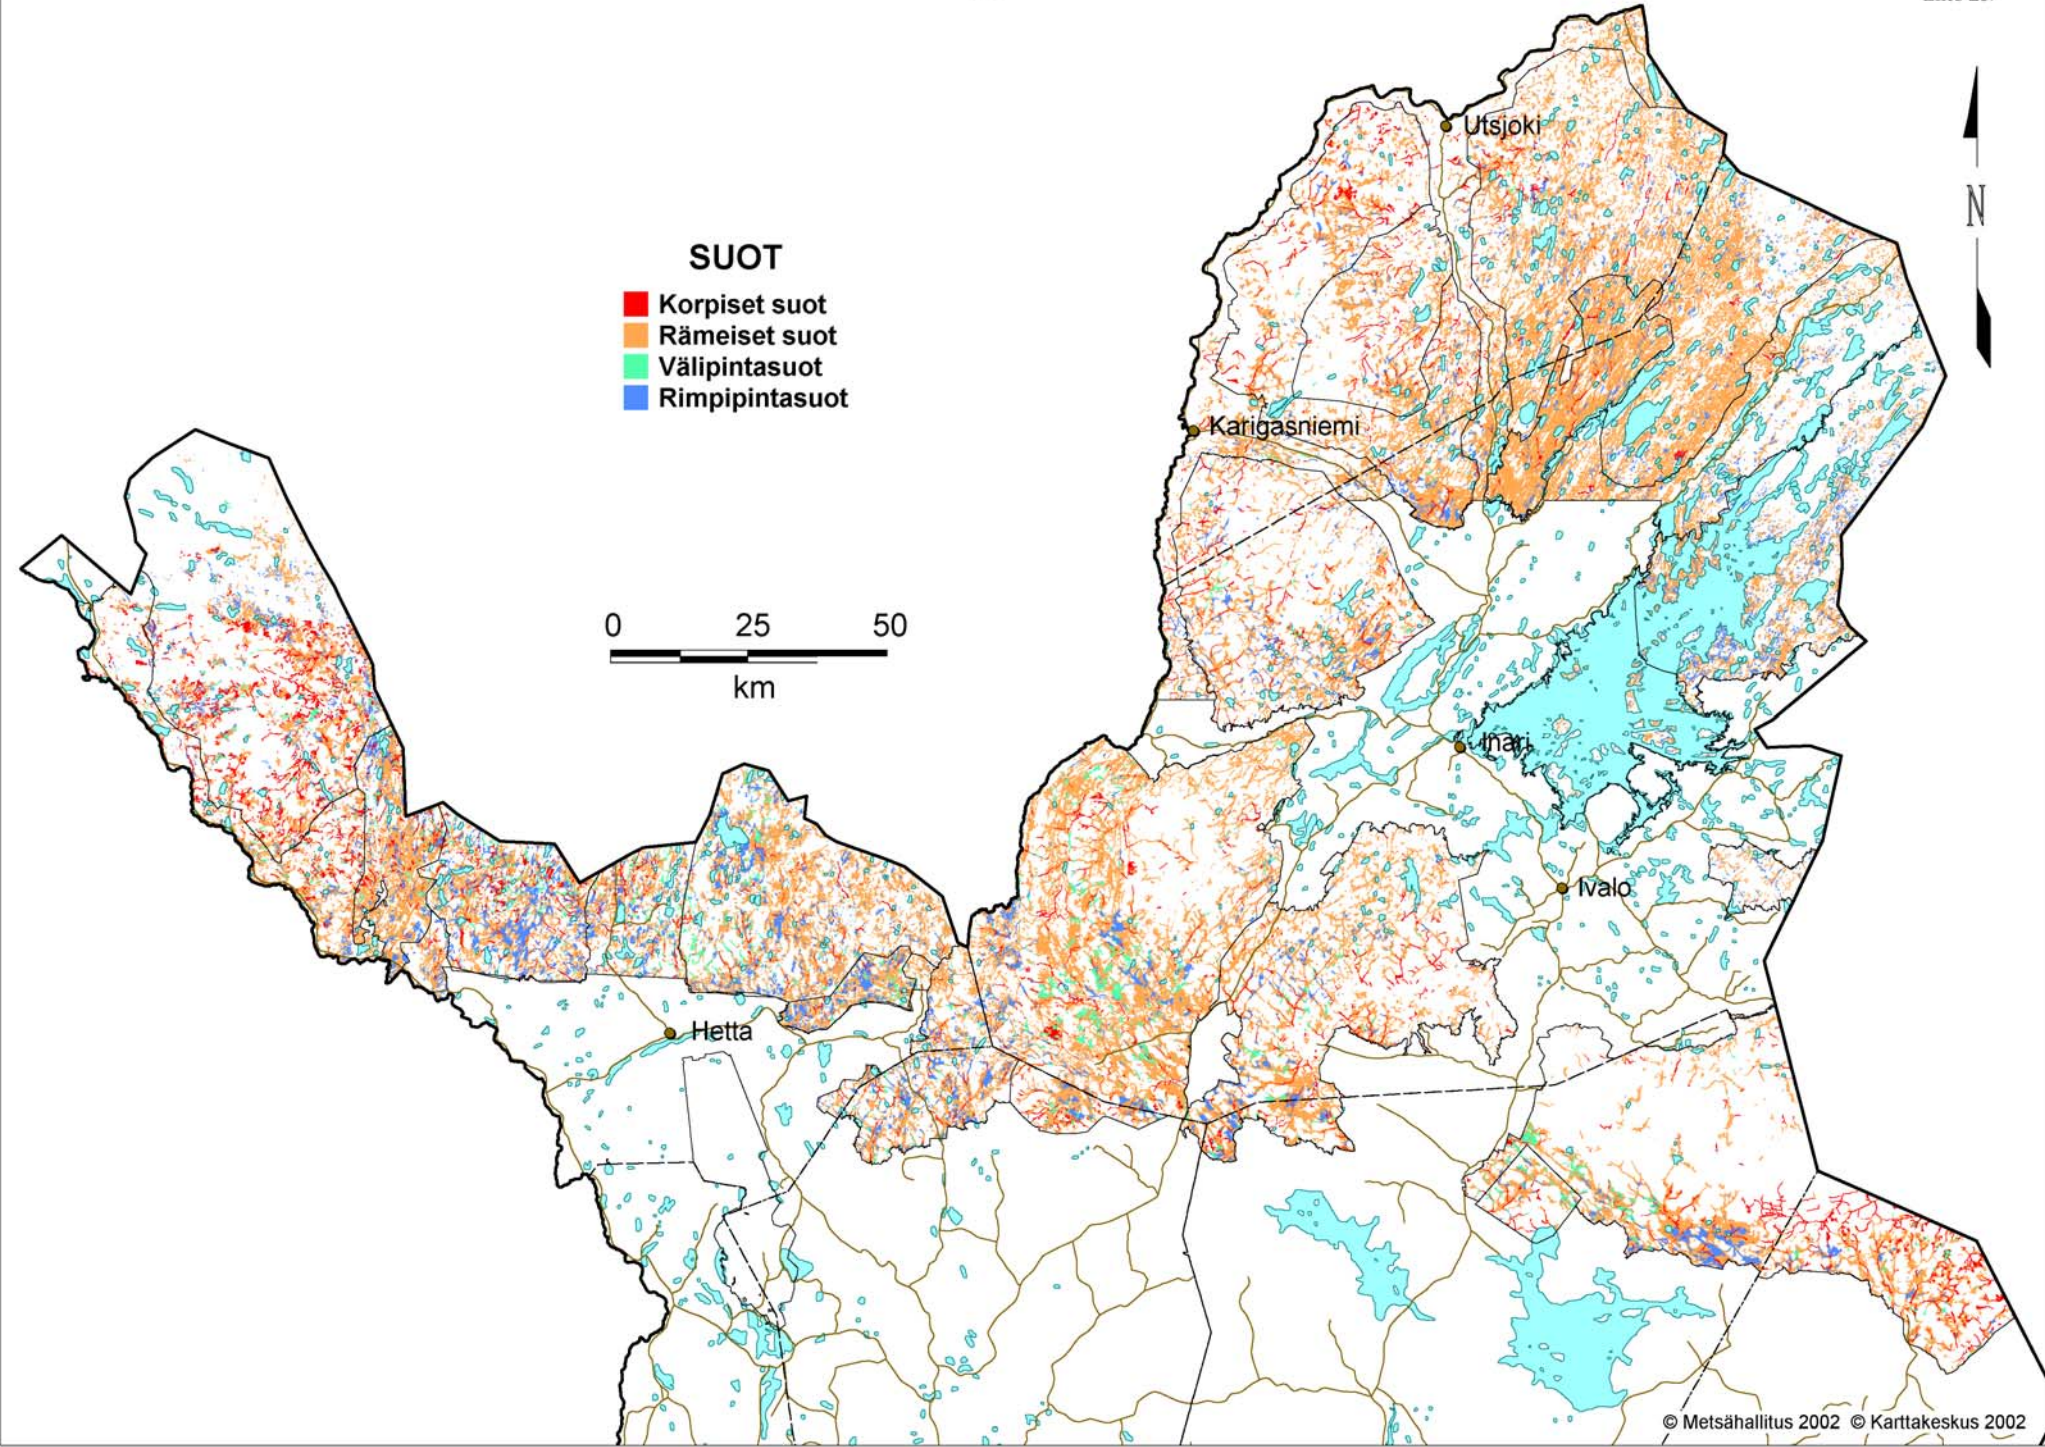 Utsjoki
N
SUOT
Korpiset suot
Rämeiset suot
Välipintasuot
Rimpipintasuot
Karigasniemi
0 25 50
km
Inari
Ivalo
Hetta
© Metsähallitus 2002 © Karttakeskus 2002